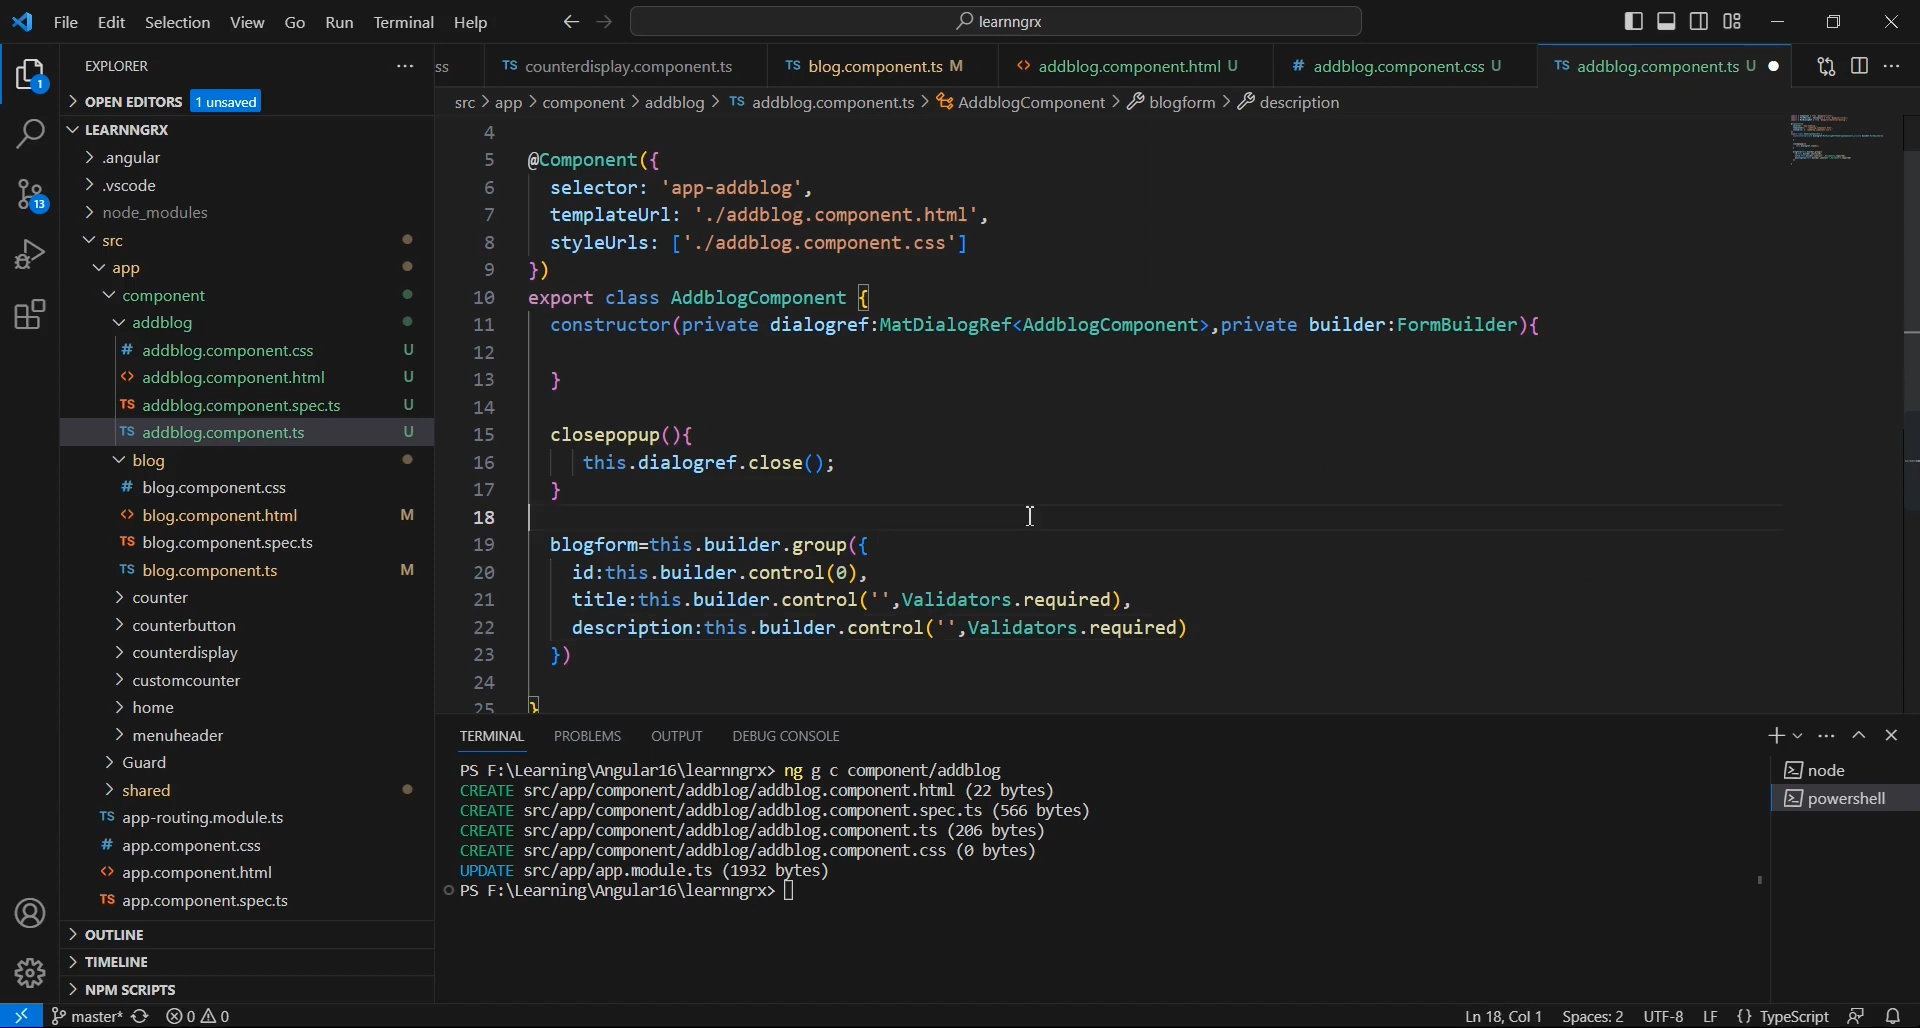 File Edit Selection View Go Run Terminal Help
learnngrx
EXPLORER
OPEN EDITORS 1 unsaved
LEARNNGRX
.angular
.vscode
node_modules
src
app
component
addblog
# addblog.component.css U
<> addblog.component.html U
TS addblog.component.spec.ts U
TS addblog.component.ts U
blog
# blog.component.css
<> blog.component.html M
TS blog.component.spec.ts
TS blog.component.ts M
counter
counterbutton
counterdisplay
customcounter
home
menuheader
Guard
shared
TS app-routing.module.ts
# app.component.css
<> app.component.html
TS app.component.spec.ts
OUTLINE
TIMELINE
NPM SCRIPTS
1
13
ss TS counterdisplay.component.ts TS blog.component.ts M <> addblog.component.html U # addblog.component.css U TS addblog.component.ts U
src > app > component > addblog > TS addblog.component.ts > AddblogComponent > blogform > description
4
5 @Component({
6 selector: 'app-addblog',
7 templateUrl: './addblog.component.html',
8 styleUrls: ['./addblog.component.css']
9 })
10 export class AddblogComponent {
11 constructor(private dialogref:MatDialogRef<AddblogComponent>,private builder:FormBuilder){
12
13 }
14
15 closepopup(){
16 this.dialogref.close();
17 }
18
19 blogform=this.builder.group({
20 id:this.builder.control(0),
21 title:this.builder.control('',Validators.required),
22 description:this.builder.control('',Validators.required)
23 })
24
25 }
TERMINAL PROBLEMS OUTPUT DEBUG CONSOLE
PS F:\Learning\Angular16\learnngrx> ng g c component/addblog
CREATE src/app/component/addblog/addblog.component.html (22 bytes)
CREATE src/app/component/addblog/addblog.component.spec.ts (566 bytes)
CREATE src/app/component/addblog/addblog.component.ts (206 bytes)
CREATE src/app/component/addblog/addblog.component.css (0 bytes)
UPDATE src/app/app.module.ts (1932 bytes)
PS F:\Learning\Angular16\learnngrx>
node
powershell
master* 0 0 Ln 18, Col 1 Spaces: 2 UTF-8 LF {} TypeScript